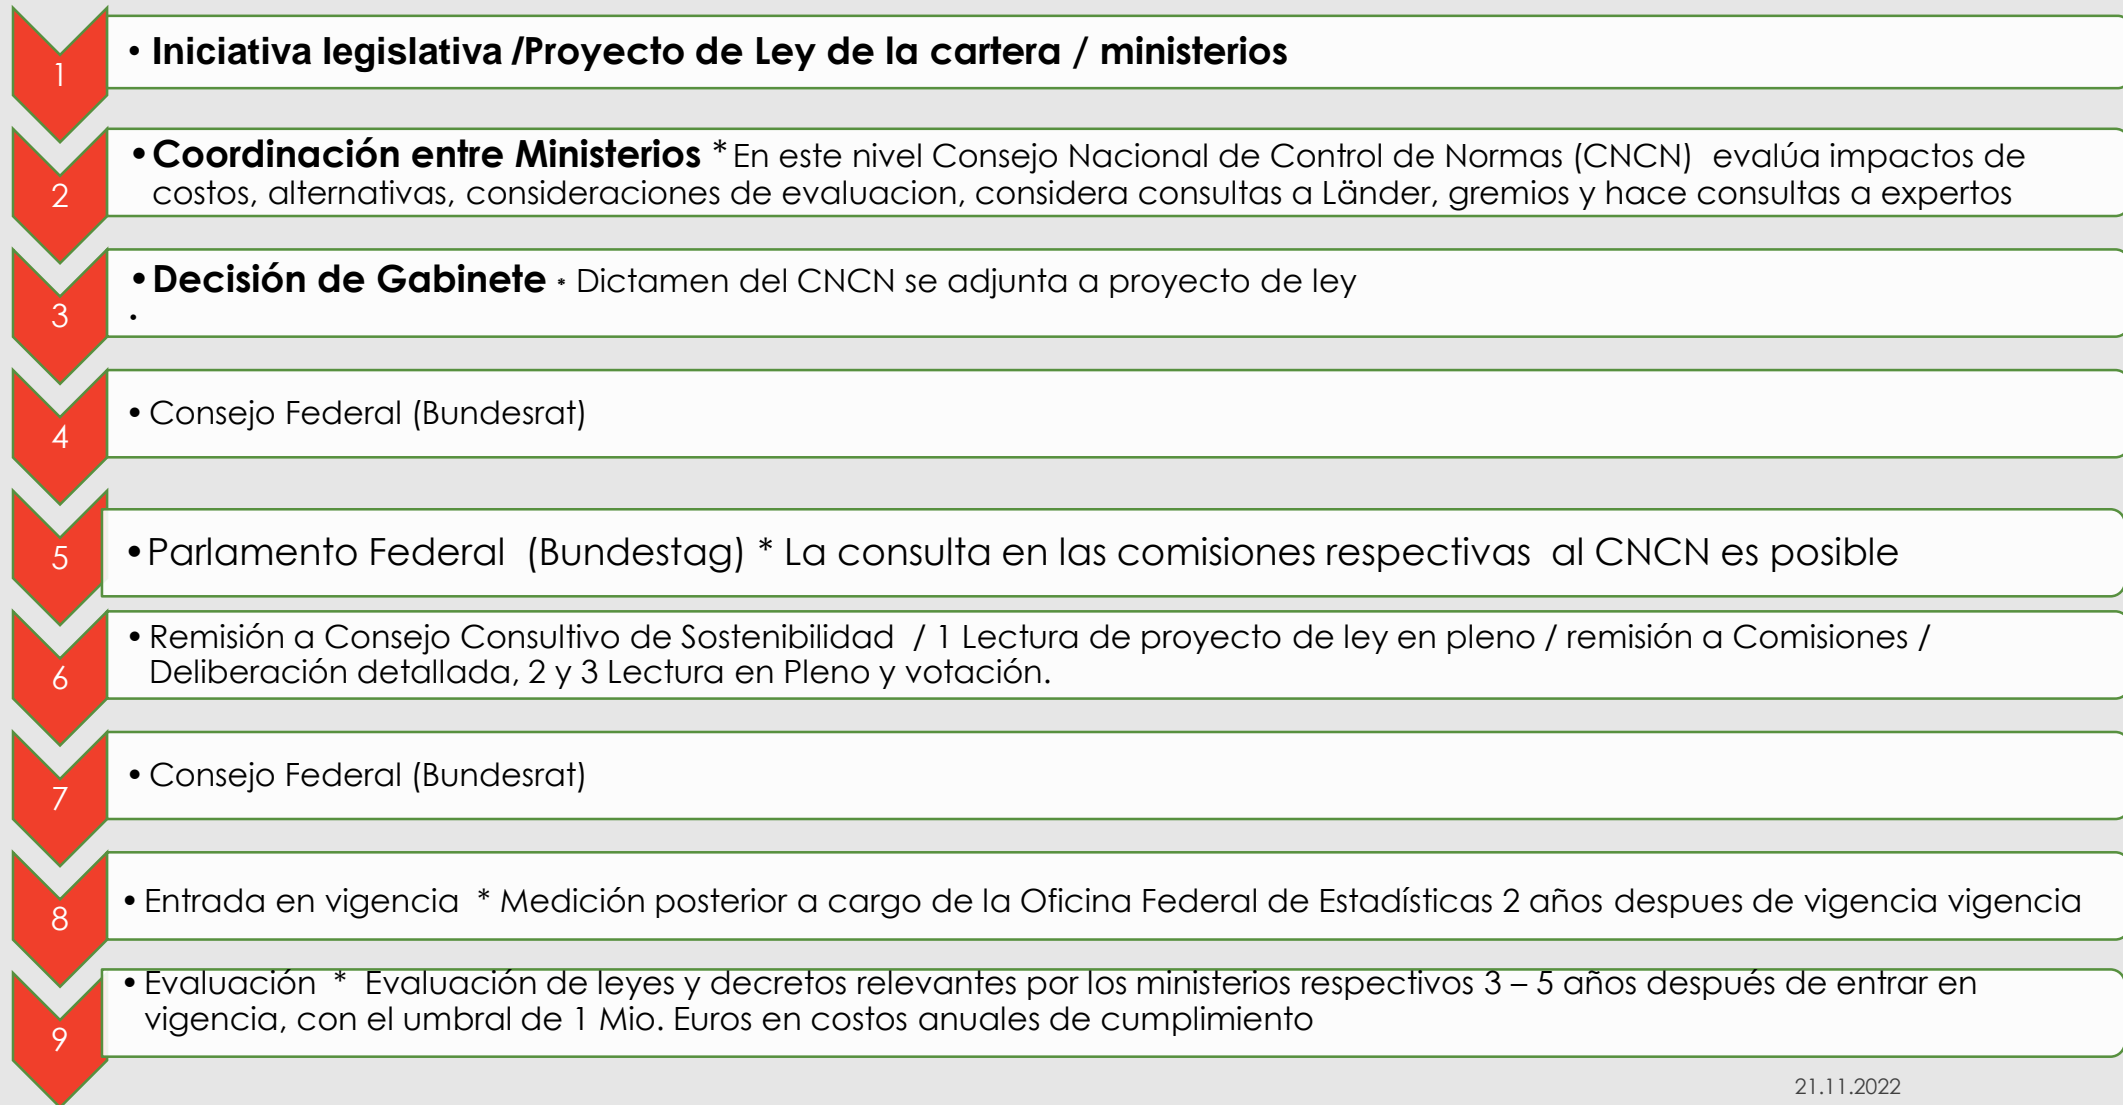 1
• Iniciativa legislativa /Proyecto de Ley de la cartera / ministerios
2
•Coordinación entre Ministerios * En este nivel Consejo Nacional de Control de Normas (CNCN) evalúa impactos de
costos, alternativas, consideraciones de evaluacion, considera consultas a Länder, gremios y hace consultas a expertos
3
•Decisión de Gabinete * Dictamen del CNCN se adjunta a proyecto de ley
•
4
• Consejo Federal (Bundesrat)
5
•Parlamento Federal (Bundestag) * La consulta en las comisiones respectivas al CNCN es posible
6
• Remisión a Consejo Consultivo de Sostenibilidad / 1 Lectura de proyecto de ley en pleno / remisión a Comisiones /
Deliberación detallada, 2 y 3 Lectura en Pleno y votación.
7
• Consejo Federal (Bundesrat)
8
• Entrada en vigencia * Medición posterior a cargo de la Oficina Federal de Estadísticas 2 años despues de vigencia vigencia
9
• Evaluación * Evaluación de leyes y decretos relevantes por los ministerios respectivos 3 – 5 años después de entrar en
vigencia, con el umbral de 1 Mio. Euros en costos anuales de cumplimiento
21.11.2022